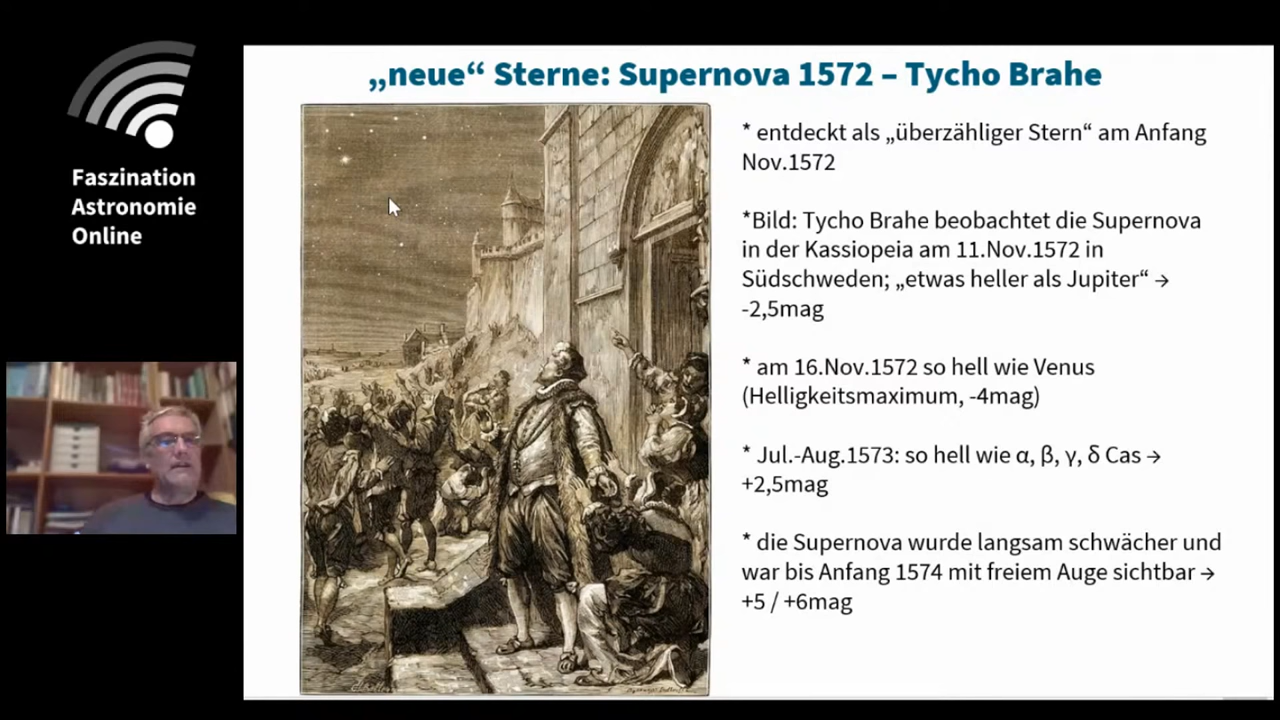 Faszination
Astronomie
Online
„neue“ Sterne: Supernova 1572 – Tycho Brahe
* entdeckt als „überzähliger Stern“ am Anfang
Nov.1572
*Bild: Tycho Brahe beobachtet die Supernova
in der Kassiopeia am 11.Nov.1572 in
Südschweden; „etwas heller als Jupiter“ →
-2,5mag
* am 16.Nov.1572 so hell wie Venus
(Helligkeitsmaximum, -4mag)
* Jul.-Aug.1573: so hell wie α, β, γ, δ Cas →
+2,5mag
* die Supernova wurde langsam schwächer und
war bis Anfang 1574 mit freiem Auge sichtbar →
+5 / +6mag